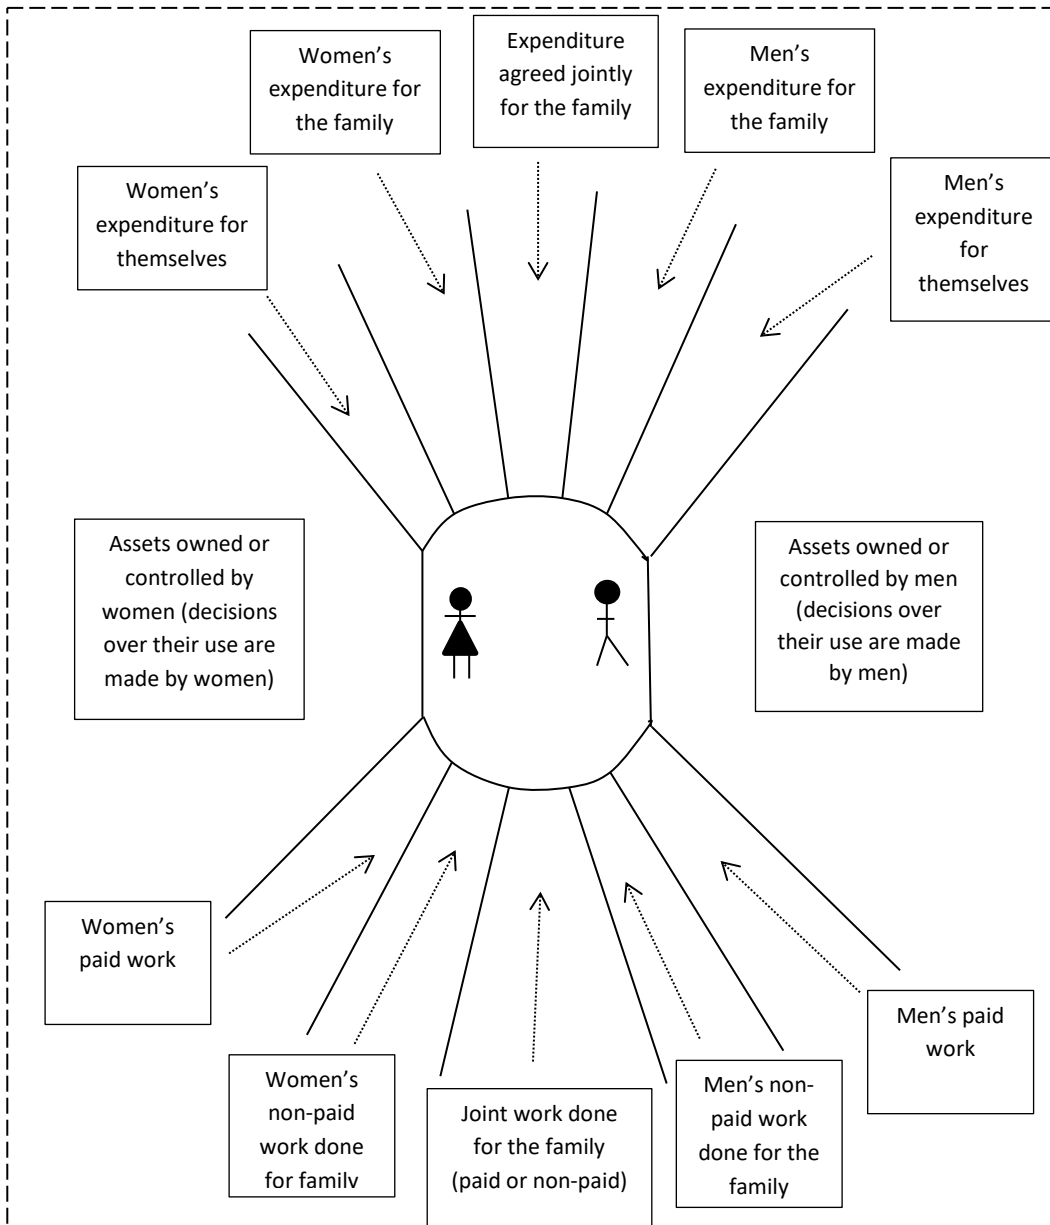 Women's
expenditure for
the family
Expenditure
agreed jointly
for the family
Men's
expenditure for
the family
Women's
expenditure for
themselves
Men's
expenditure
for
themselves
Assets owned or
controlled by
women (decisions
over their use are
made by women)
Assets owned or
controlled by men
(decisions over
their use are made
by men)
Women's
paid work
Men's paid
work
Women's
non-paid
work done
for family
Joint work done
for the family
(paid or non-paid)
Men's non-
paid work
done for the
family